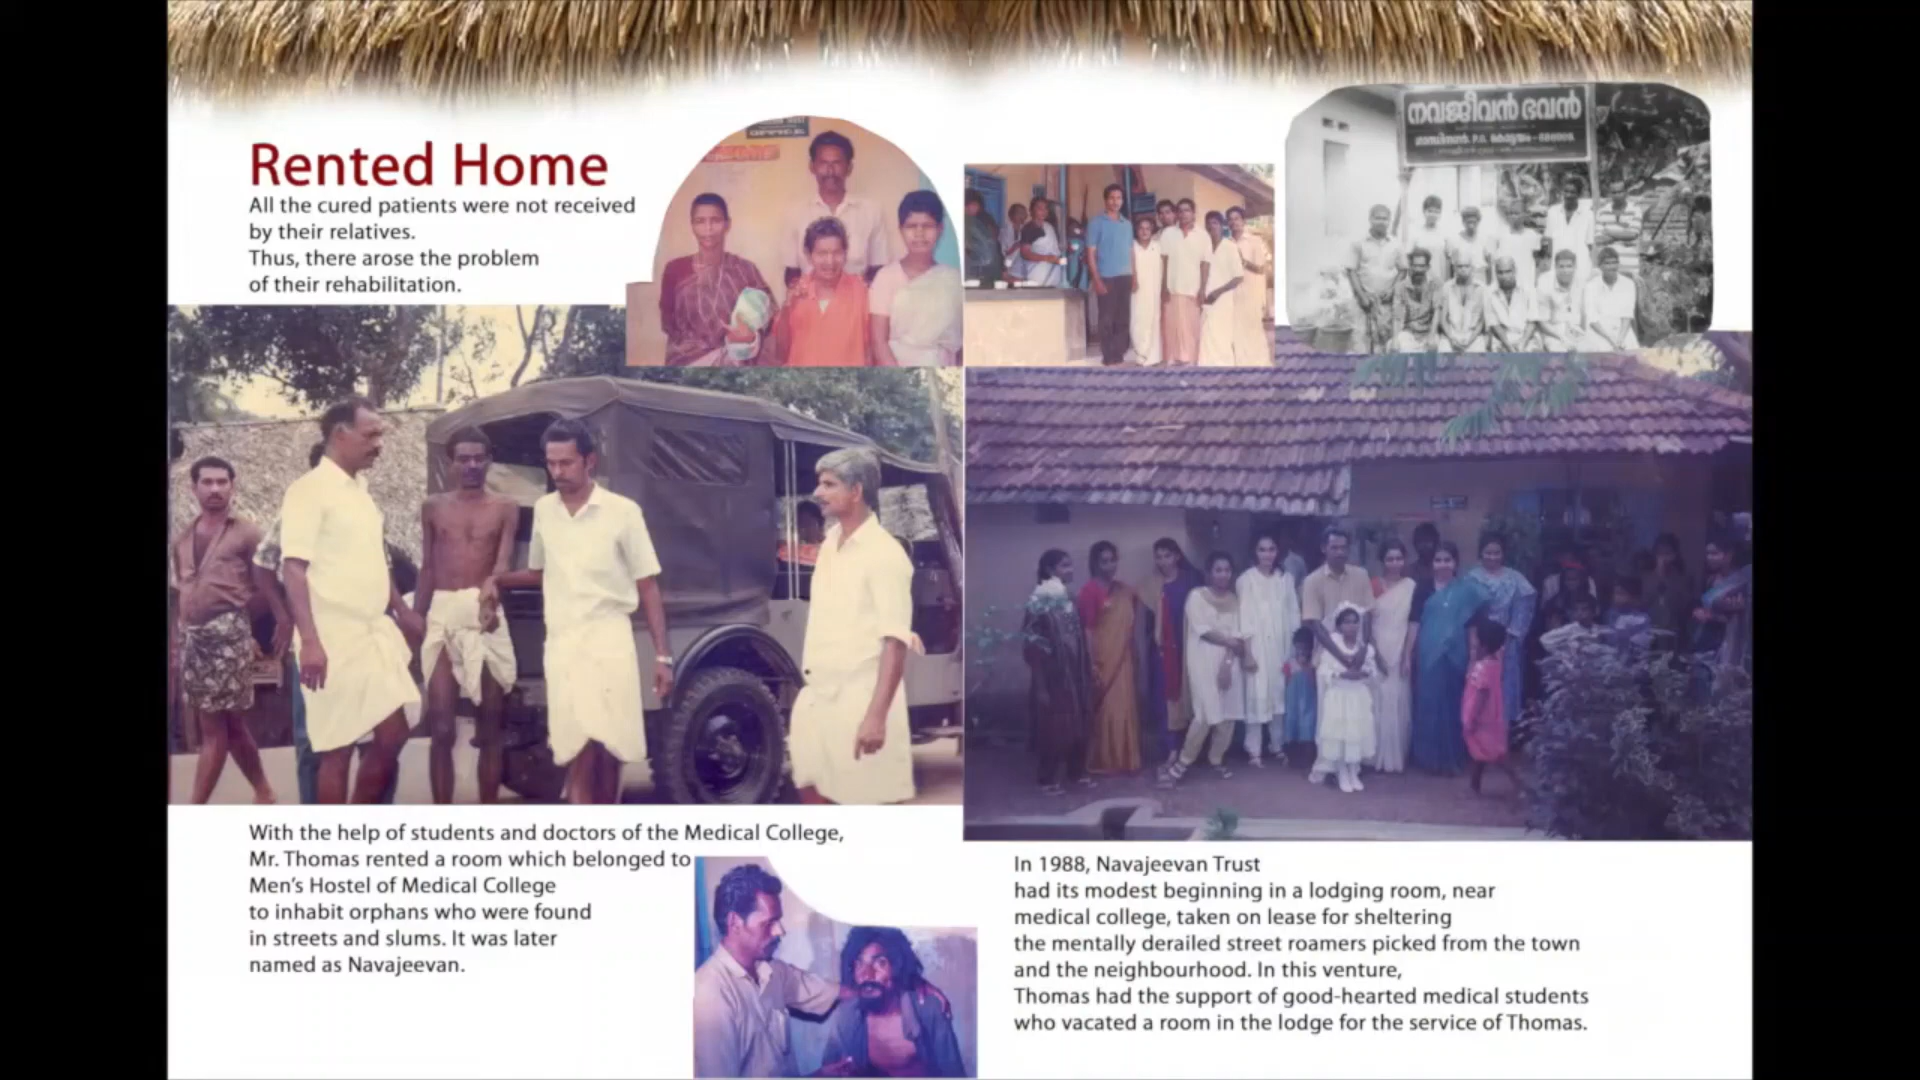 Rented Home
All the cured patients were not received
by their relatives.
Thus, there arose the problem
of their rehabilitation.
OFFICE
നവജീവൻ ഭവൻ
With the help of students and doctors of the Medical College,
Mr. Thomas rented a room which belonged to
Men's Hostel of Medical College
to inhabit orphans who were found
in streets and slums. It was later
named as Navajeevan.
In 1988, Navajeevan Trust
had its modest beginning in a lodging room, near
medical college, taken on lease for sheltering
the mentally derailed street roamers picked from the town
and the neighbourhood. In this venture,
Thomas had the support of good-hearted medical students
who vacated a room in the lodge for the service of Thomas.